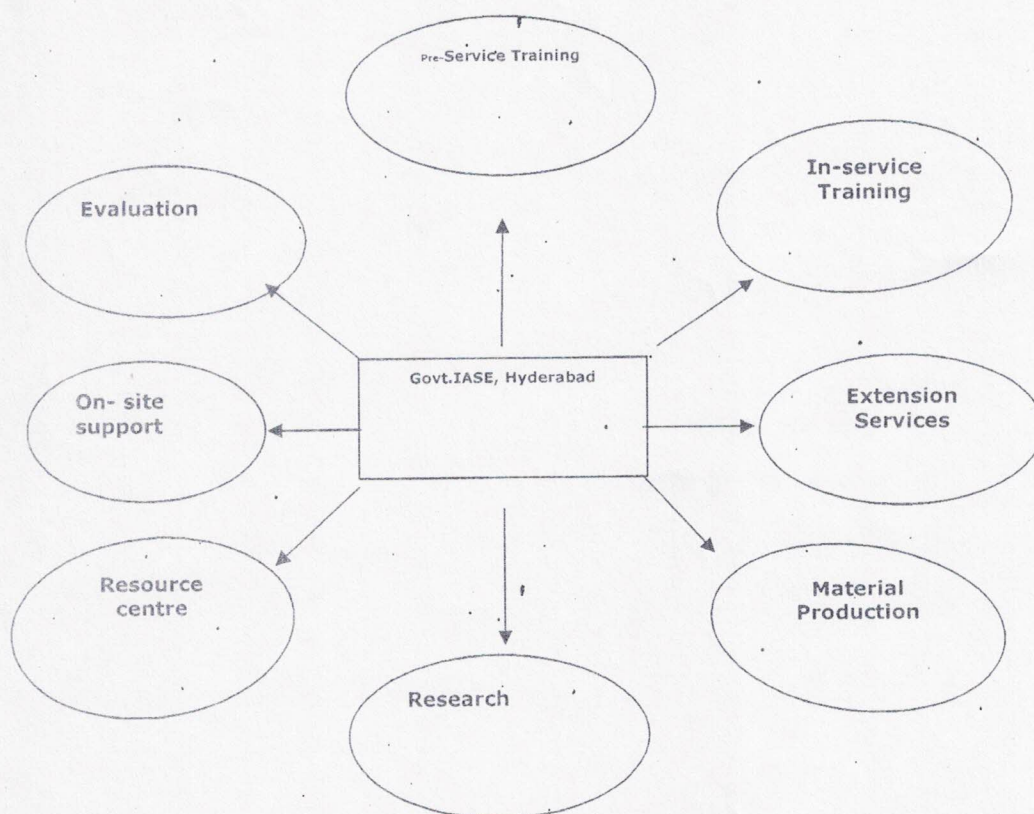 Pre-Service Training
In-service
Training
Evaluation
Govt.IASE, Hyderabad
On- site
support
Extension
Services
Resource
centre
Material
Production
Research